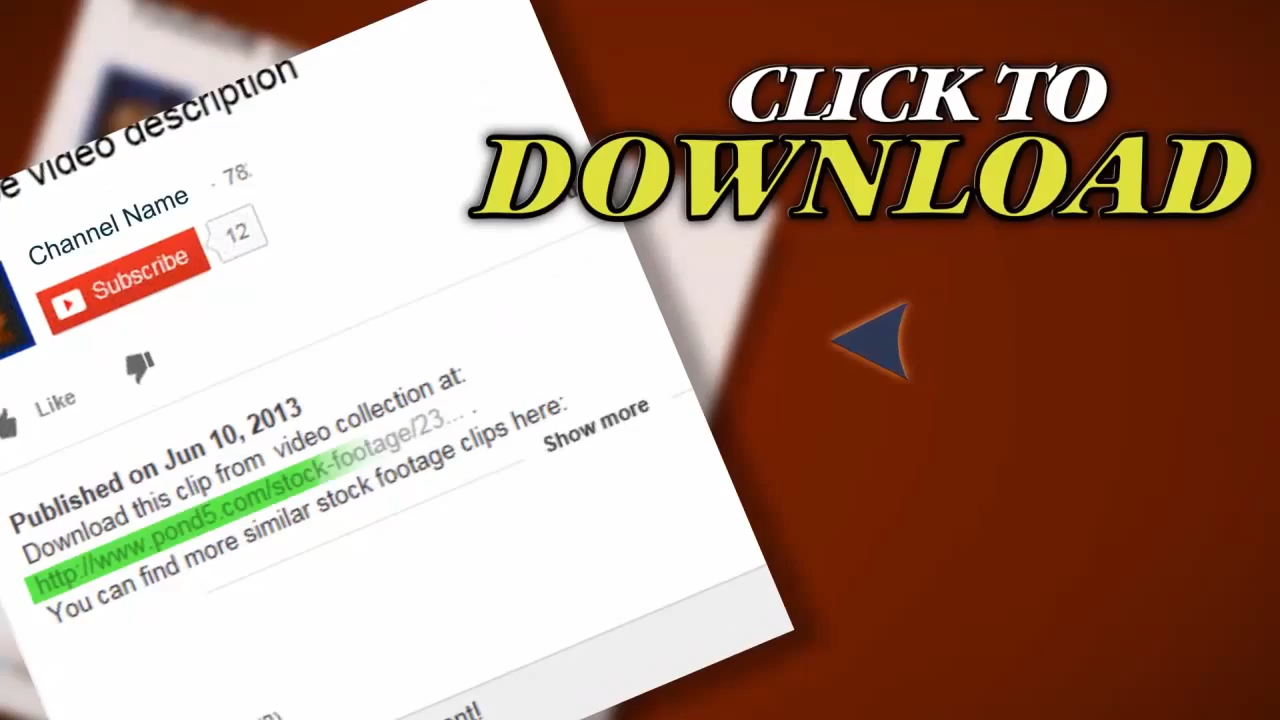 CLICK TO
DOWNLOAD
video description
Channel Name
78
Subscribe
12
Like
Published on Jun 10, 2013
Download this clip from video collection at:
http://www.pond5.com/stock-footage/23...
You can find more similar stock footage clips here:
Show more